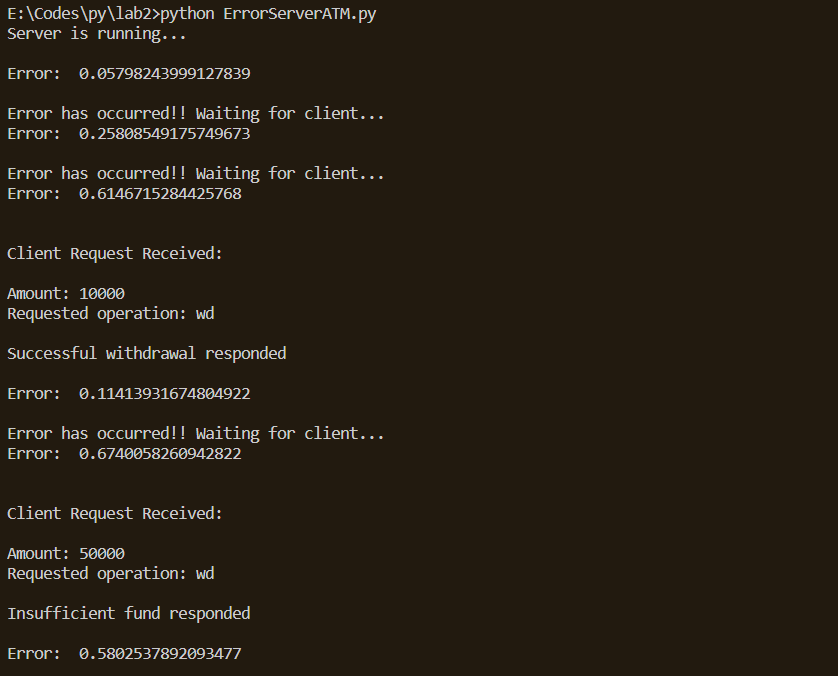 E:\Codes\py\lab2>python ErrorServerATM.py
Server is running...
Error:  0.05798243999127839
Error has occurred!! Waiting for client...
Error:  0.25808549175749673
Error has occurred!! Waiting for client...
Error:  0.6146715284425768
Client Request Received:
Amount: 10000
Requested operation: wd
Successful withdrawal responded
Error:  0.11413931674804922
Error has occurred!! Waiting for client...
Error:  0.6740058260942822
Client Request Received:
Amount: 50000
Requested operation: wd
Insufficient fund responded
Error:  0.5802537892093477